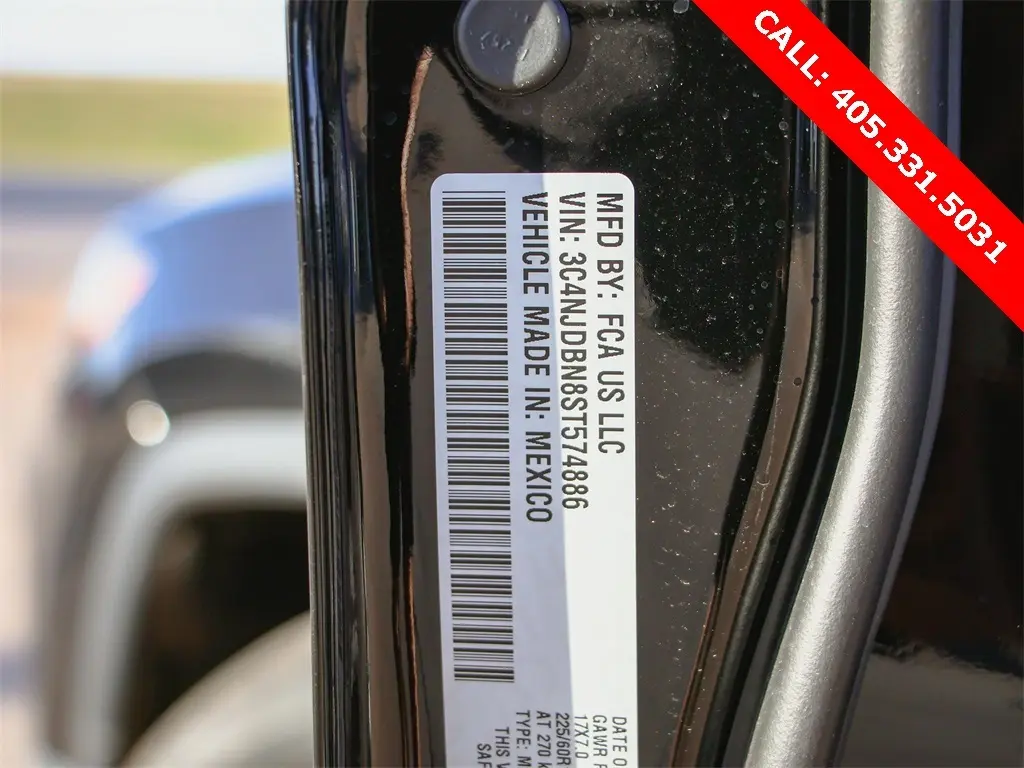 CALL: 405.331.5031
MFD BY: FCA US LLC
VIN: 3C4NJDBN8ST574886
VEHICLE MADE IN: MEXICO
DATE O
GAWR
17X7.0
225/60R
AT 270
TYPE:
THIS